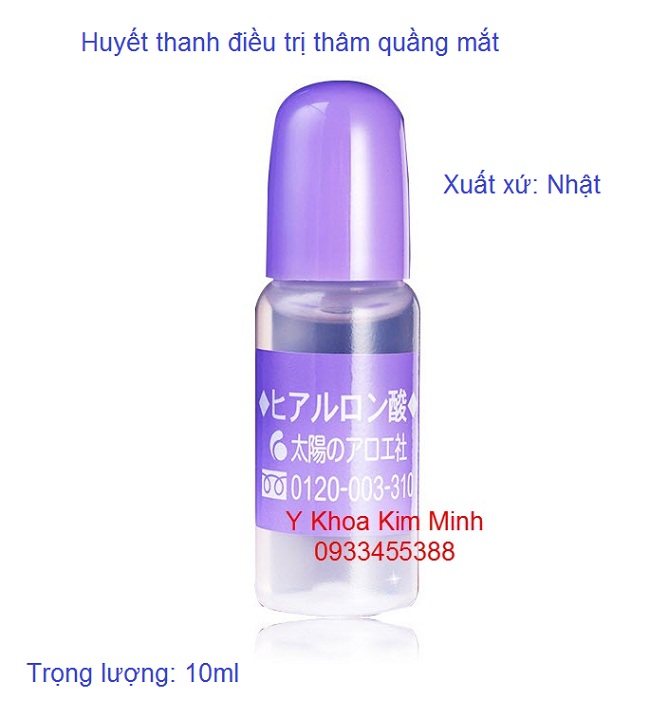 Huyết thanh điều trị thâm quầng mắt
Xuất xứ: Nhật
◆ヒアルロン酸◆
太陽のアロエ社
0120-003-310
Y Khoa Kim Minh
0933455388
Trọng lượng: 10ml